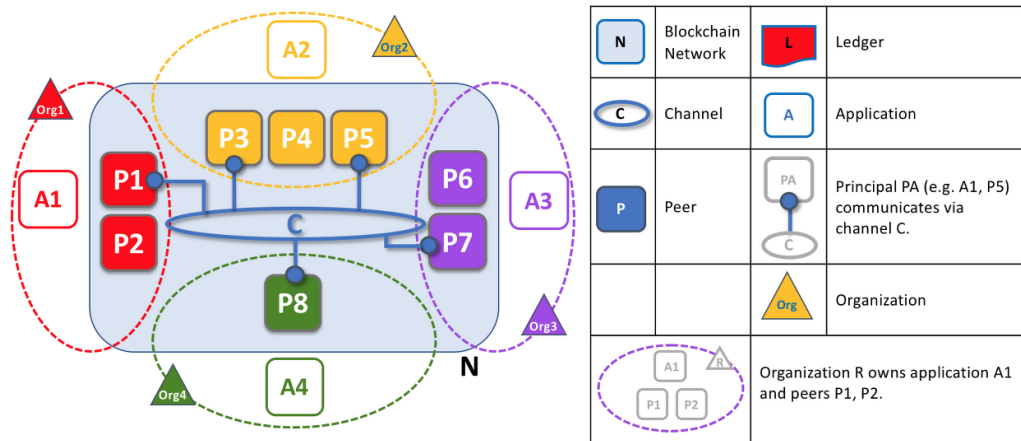 A2
Org2
Org1
P3
P4
P5
A1
P1
P6
A3
P2
C
P7
P8
Org3
N
Org4
A4
N
Blockchain
Network
L
Ledger
C
Channel
A
Application
P
Peer
PA
C
Principal PA (e.g. A1, P5)
communicates via
channel C.
Org
Organization
A1
R
P1
P2
Organization R owns application A1
and peers P1, P2.